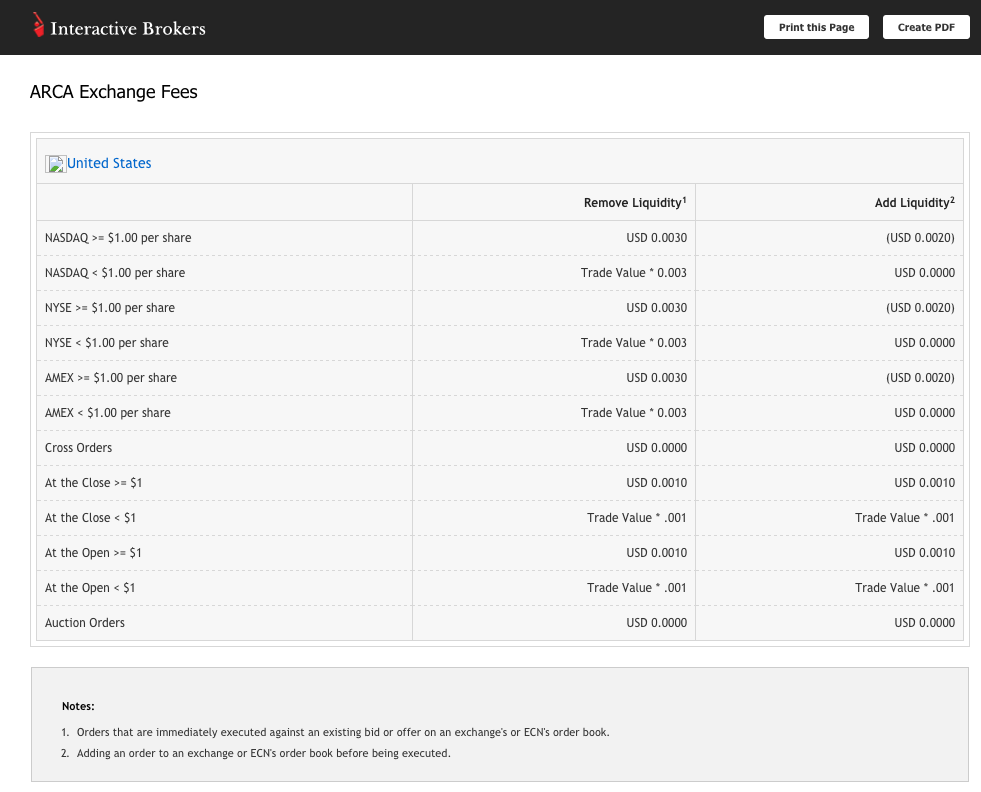 Interactive Brokers
Print this Page Create PDF
ARCA Exchange Fees
United States
Remove Liquidity¹ Add Liquidity²
NASDAQ >= $1.00 per share USD 0.0030 (USD 0.0020)
NASDAQ < $1.00 per share Trade Value * 0.003 USD 0.0000
NYSE >= $1.00 per share USD 0.0030 (USD 0.0020)
NYSE < $1.00 per share Trade Value * 0.003 USD 0.0000
AMEX >= $1.00 per share USD 0.0030 (USD 0.0020)
AMEX < $1.00 per share Trade Value * 0.003 USD 0.0000
Cross Orders USD 0.0000 USD 0.0000
At the Close >= $1 USD 0.0010 USD 0.0010
At the Close < $1 Trade Value * .001 Trade Value * .001
At the Open >= $1 USD 0.0010 USD 0.0010
At the Open < $1 Trade Value * .001 Trade Value * .001
Auction Orders USD 0.0000 USD 0.0000
Notes:
1. Orders that are immediately executed against an existing bid or offer on an exchange's or ECN's order book.
2. Adding an order to an exchange or ECN's order book before being executed.